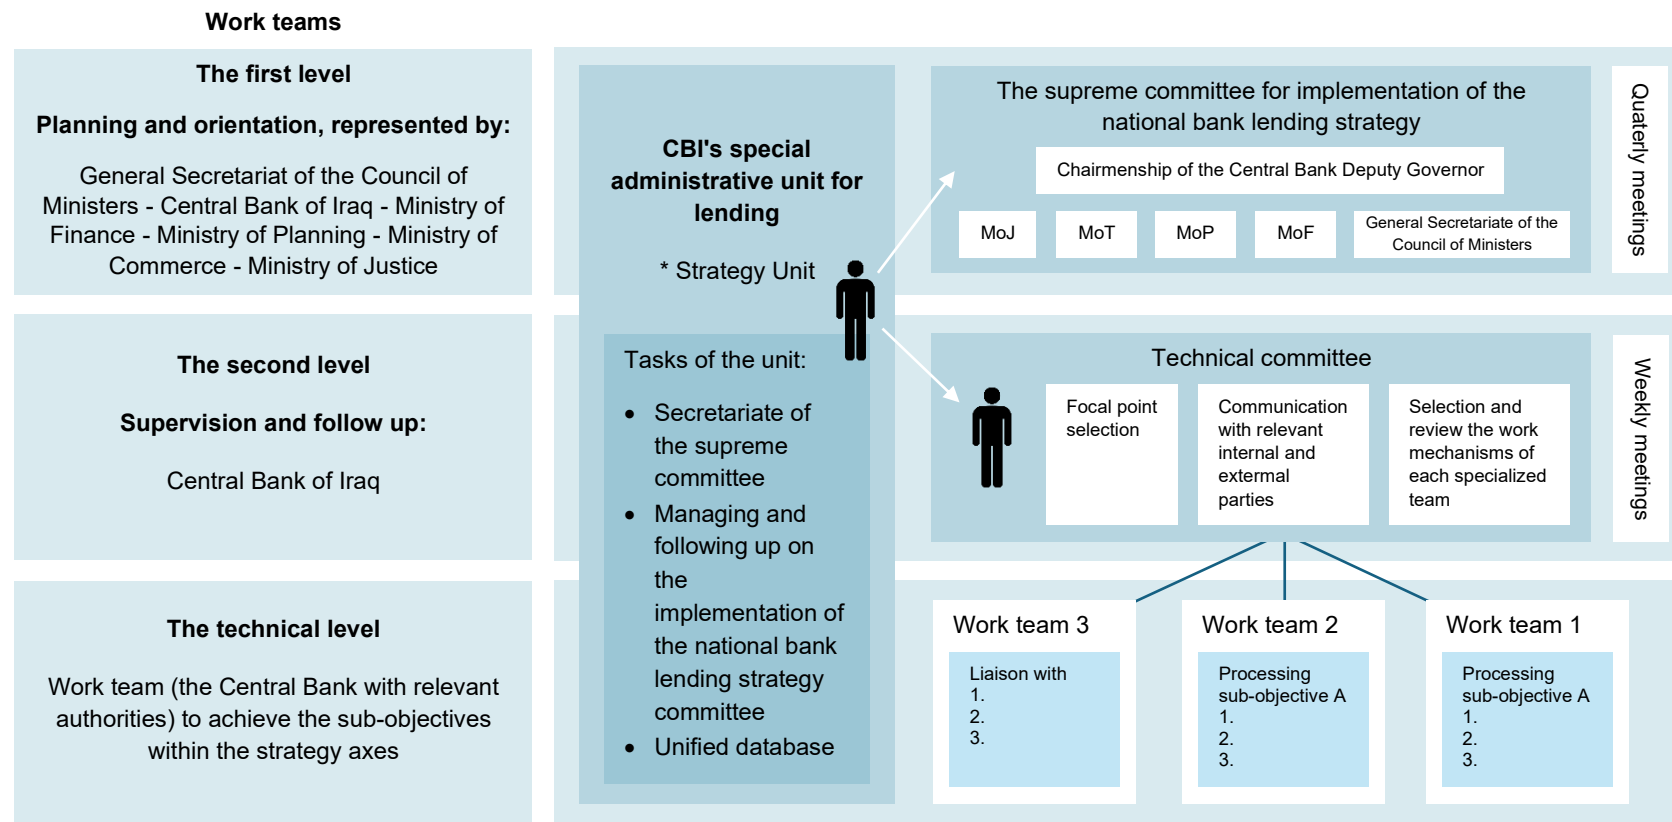 Work teams
The first level
Planning and orientation, represented by:
General Secretariat of the Council of
Ministers - Central Bank of Iraq - Ministry of
Finance - Ministry of Planning - Ministry of
Commerce - Ministry of Justice
The second level
Supervision and follow up:
Central Bank of Iraq
The technical level
Work team (the Central Bank with relevant
authorities) to achieve the sub-objectives
within the strategy axes
CBI's special
administrative unit for
lending
* Strategy Unit
Tasks of the unit:
• Secretariate of
the supreme
committee
• Managing and
following up on
the
implementation of
the national bank
lending strategy
committee
• Unified database
The supreme committee for implementation of the
national bank lending strategy
Chairmenship of the Central Bank Deputy Governor
MoJ
MoT
MoP
MoF
General Secretariate of the
Council of Ministers
Quaterly meetings
Technical committee
Focal point
selection
Communication
with relevant
internal and
extermal
parties
Selection and
review the work
mechanisms of
each specialized
team
Weekly meetings
Work team 3
Liaison with
1.
2.
3.
Work team 2
Processing
sub-objective A
1.
2.
3.
Work team 1
Processing
sub-objective A
1.
2.
3.